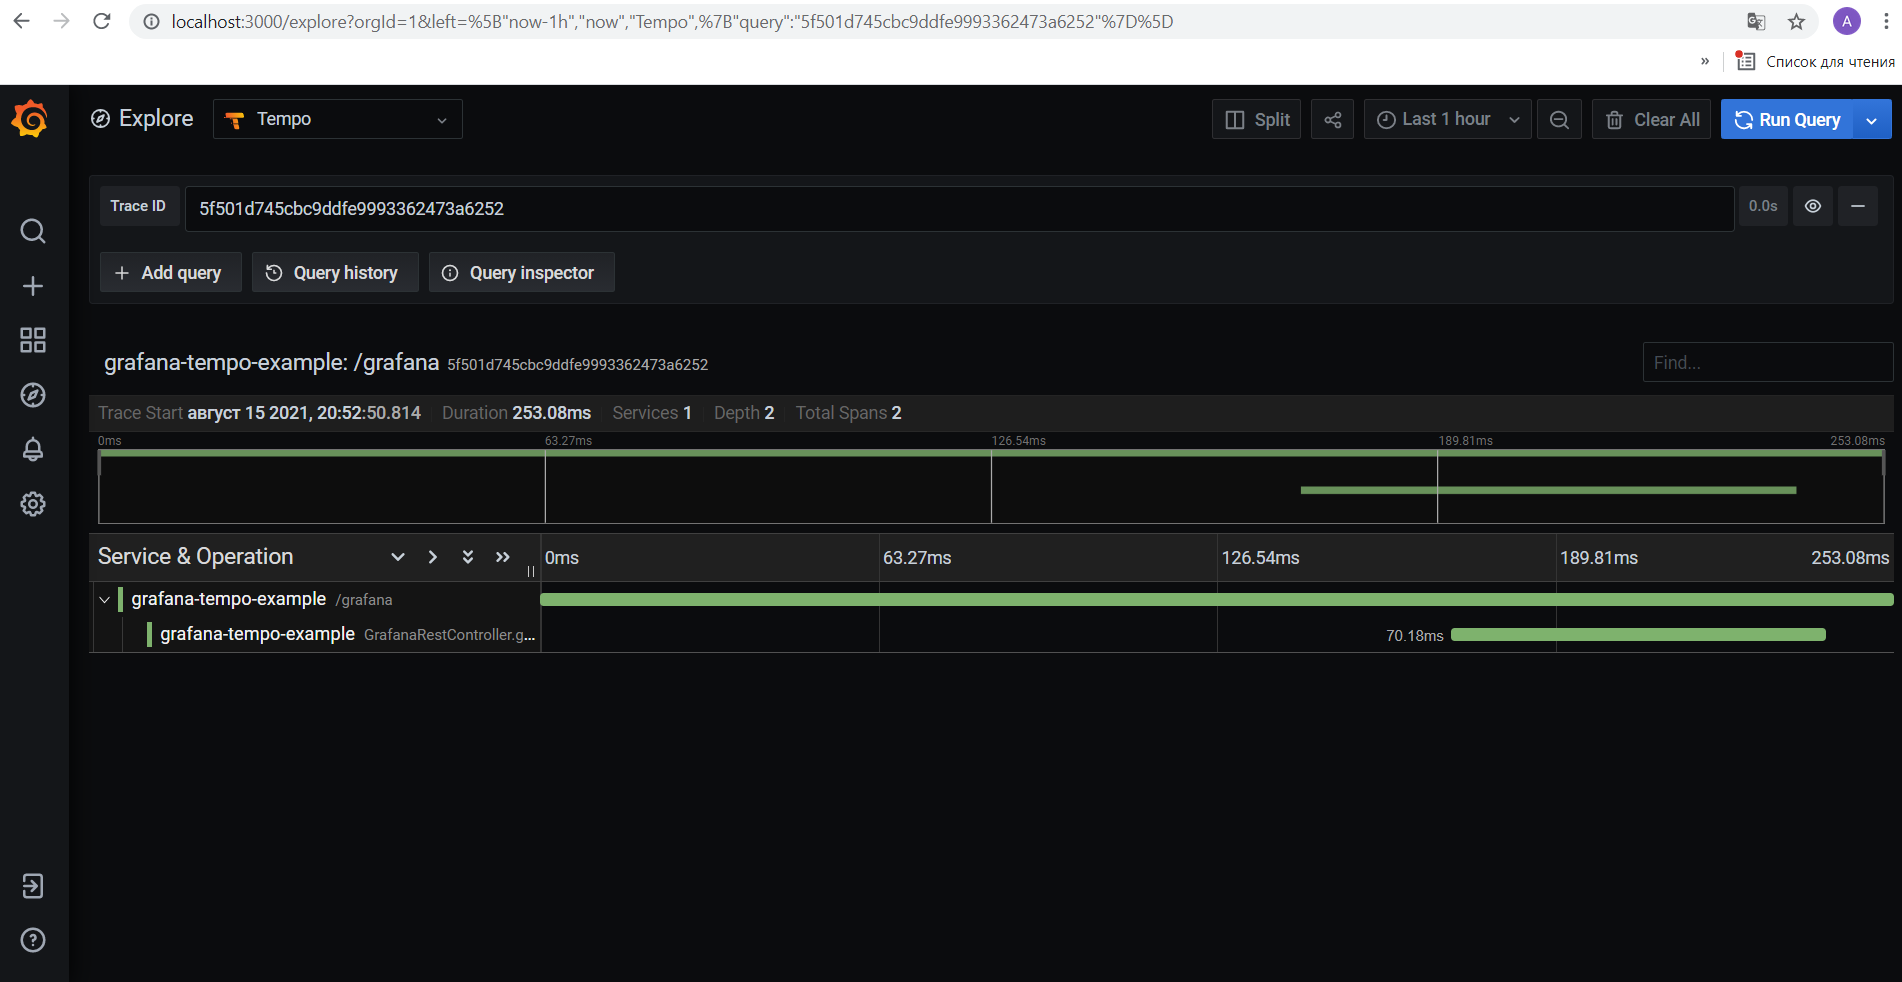 localhost:3000/explore?orgId=1&left=%5B"now-1h","now","Tempo",%7B"query":"5f501d745cbc9ddfe9993362473a6252"%7D%5D
A
» Список для чтения
Explore Tempo Split Last 1 hour Clear All Run Query
Trace ID 5f501d745cbc9ddfe9993362473a6252 0.0s
Add query Query history Query inspector
grafana-tempo-example: /grafana 5f501d745cbc9ddfe9993362473a6252 Find...
Trace Start август 15 2021, 20:52:50.814 Duration 253.08ms Services 1 Depth 2 Total Spans 2
0ms 63.27ms 126.54ms 189.81ms 253.08ms
Service & Operation 0ms 63.27ms 126.54ms 189.81ms 253.08ms
grafana-tempo-example /grafana
grafana-tempo-example GrafanaRestController.g... 70.18ms